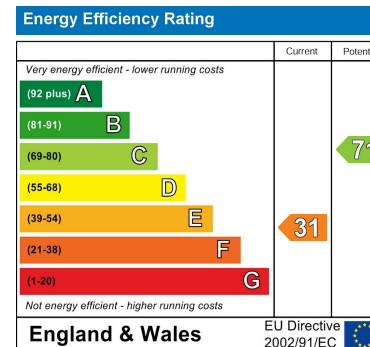 Energy Efficiency Rating
Current Potent
Very energy efficient - lower running costs
(92 plus) A
(81-91) B
(69-80) C
71
(55-68) D
(39-54) E
31
(21-38) F
(1-20) G
Not energy efficient - higher running costs
England & Wales
EU Directive
2002/91/EC